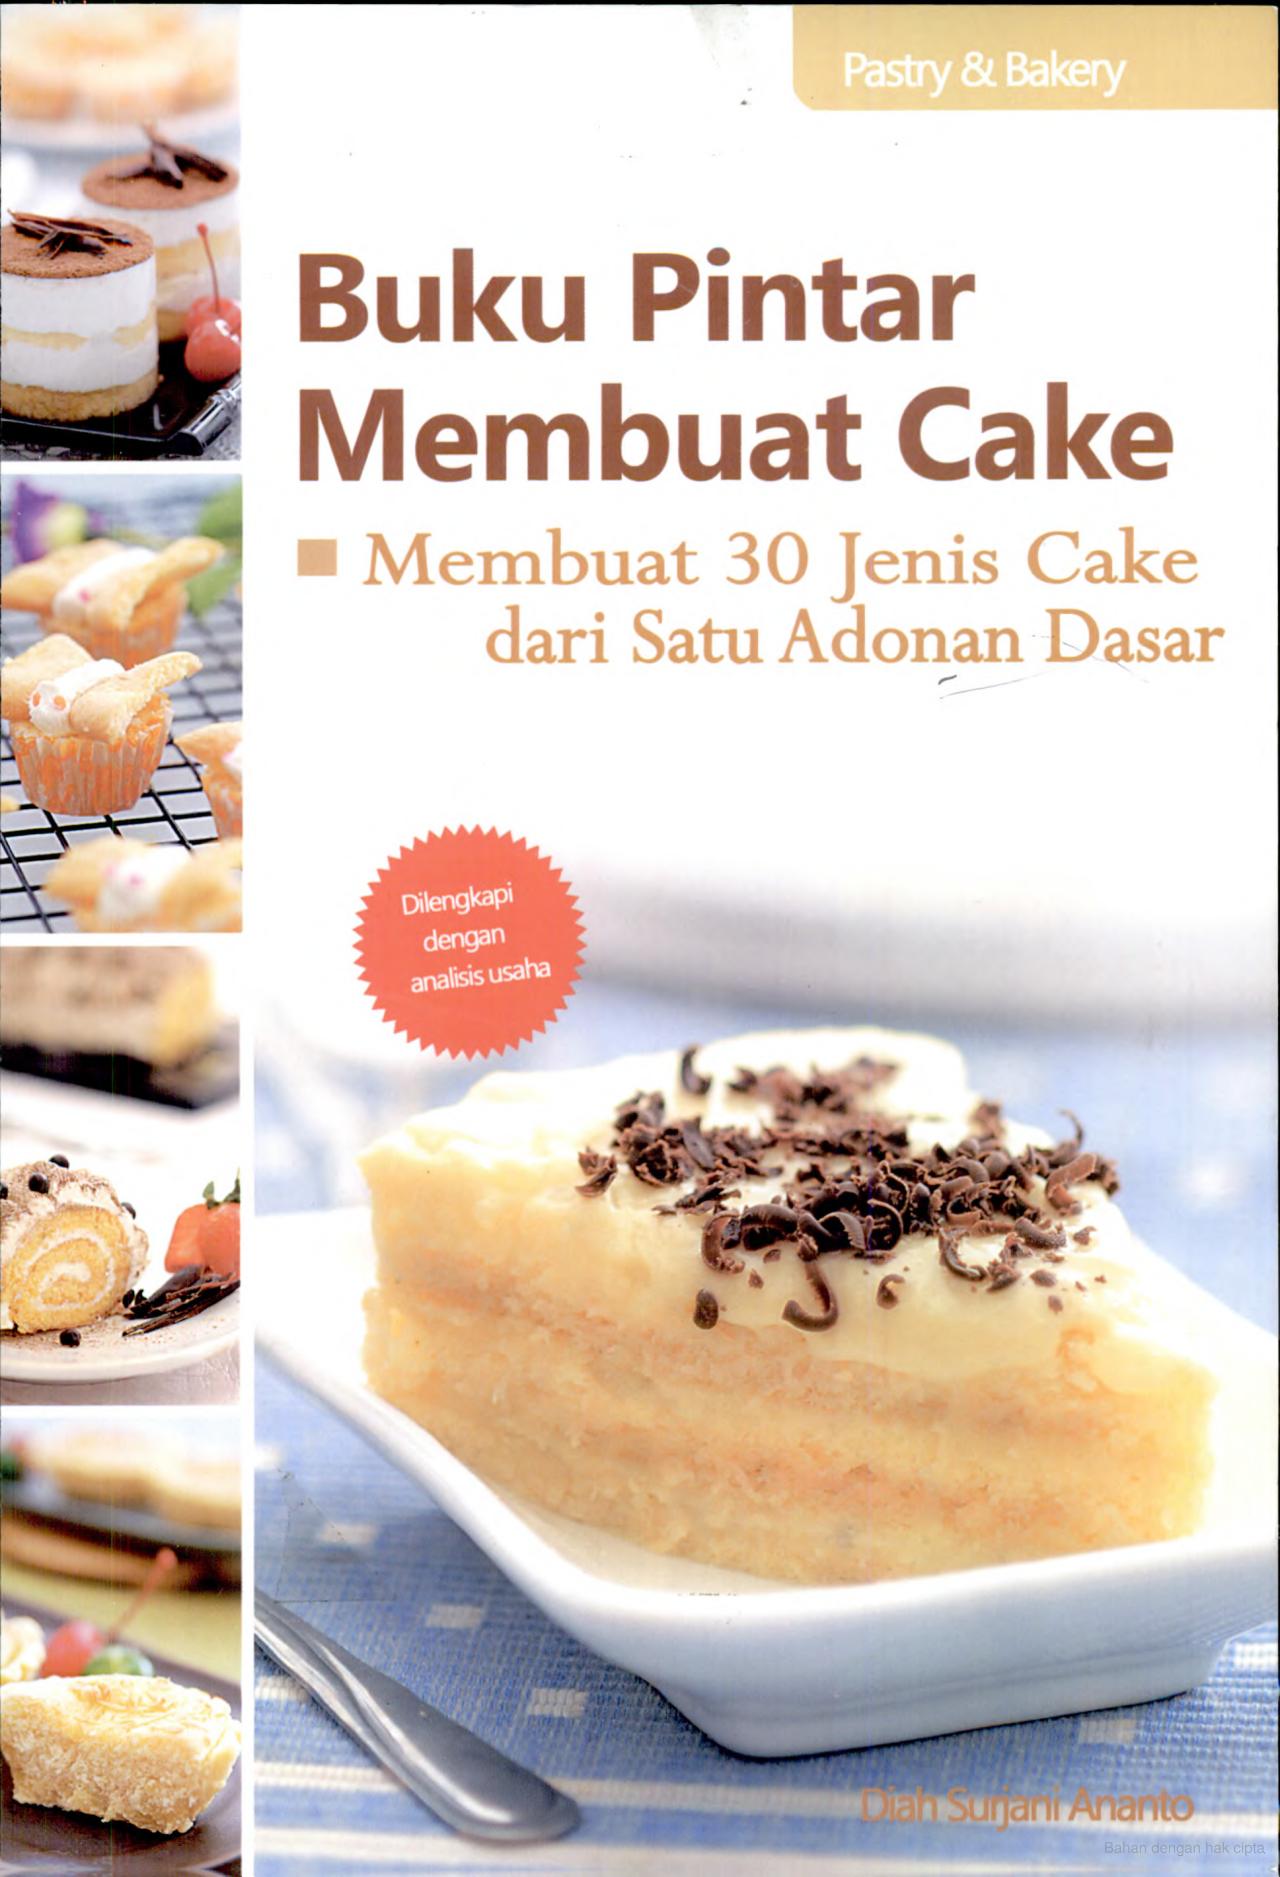 Pastry & Bakery
Buku Pintar
Membuat Cake
Membuat 30 Jenis Cake
dari Satu Adonan Dasar
Dilengkapi
dengan
analisis usaha
Diah Surjani Ananto
Bahan dengan hak cipta